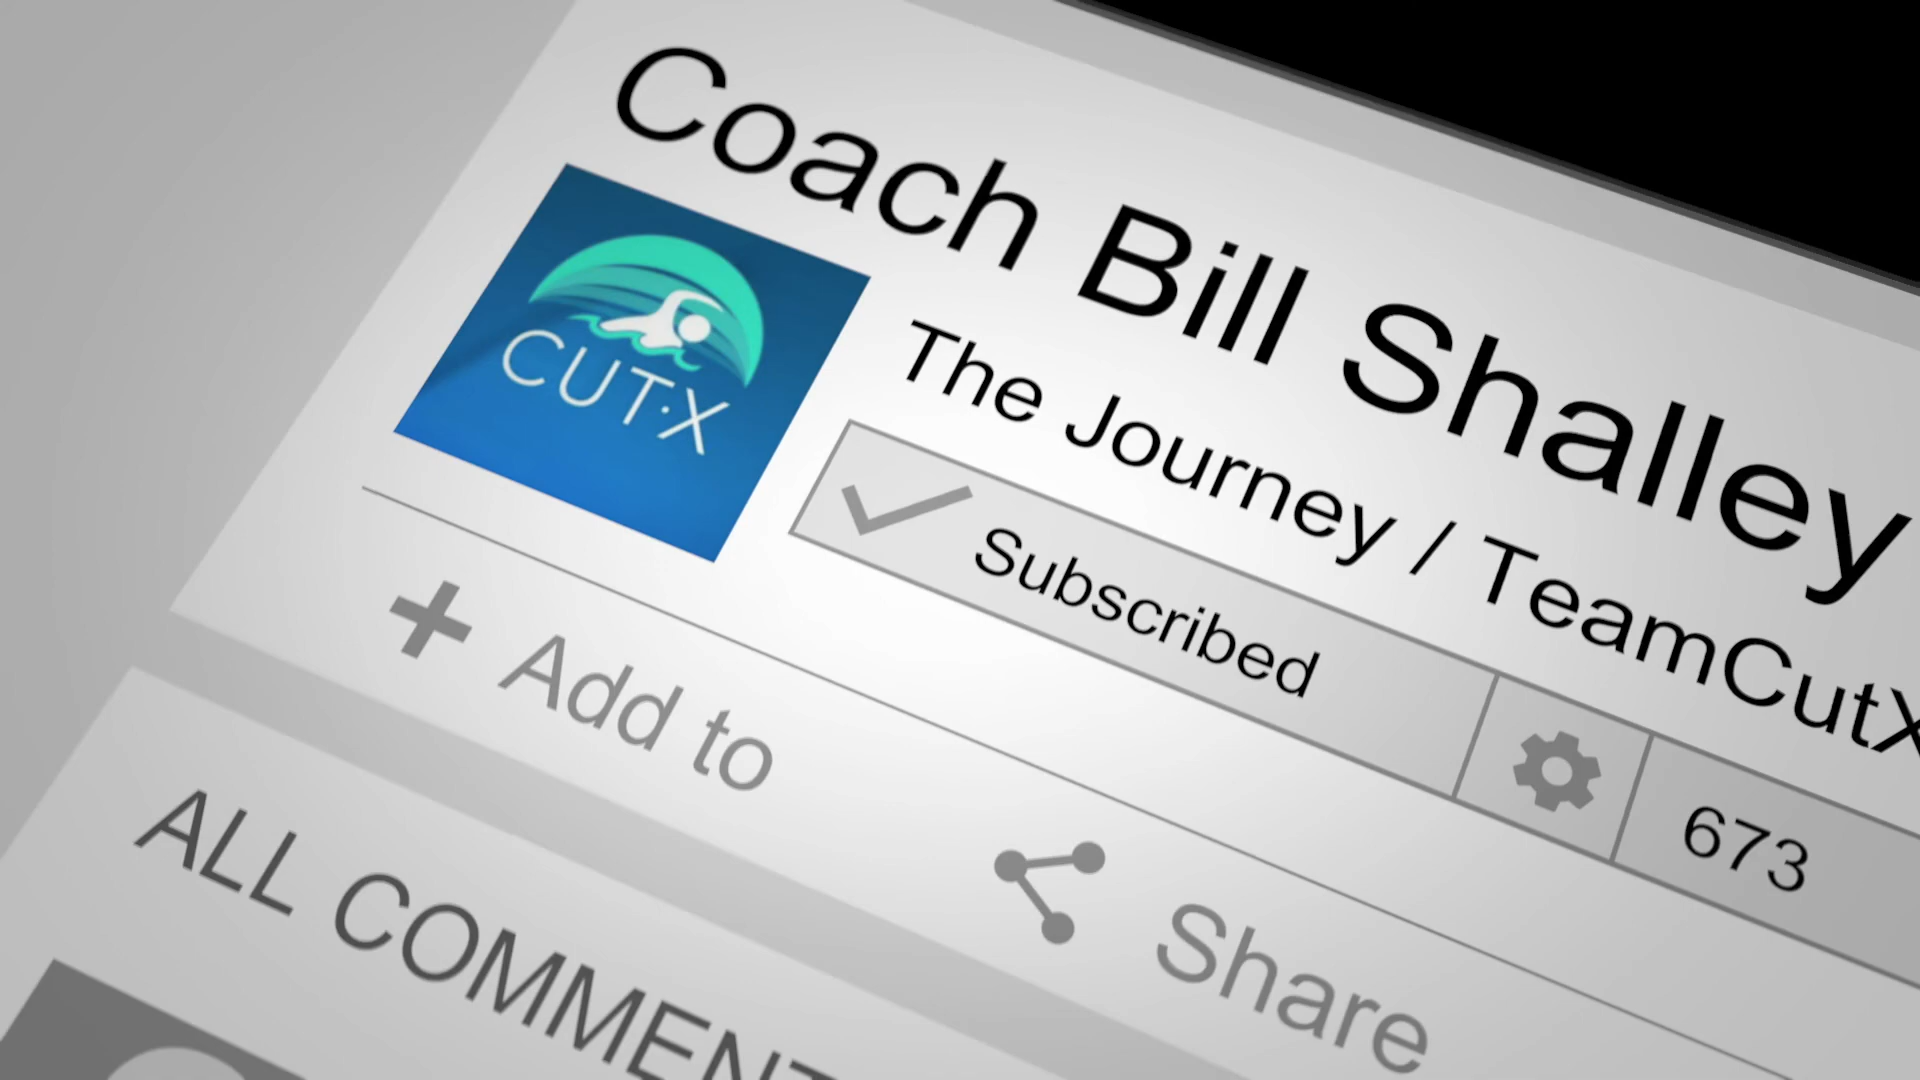 Coach Bill Shalley
CUT·X
The Journey / TeamCutX
Subscribed
673
Add to
Share
ALL COMMENT